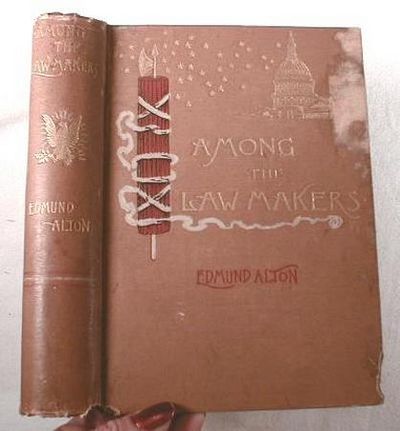 AMONG
THE
LAW MAKERS
EDMUND
ALTON
AMONG
THE
LAW MAKERS
EDMUND ALTON